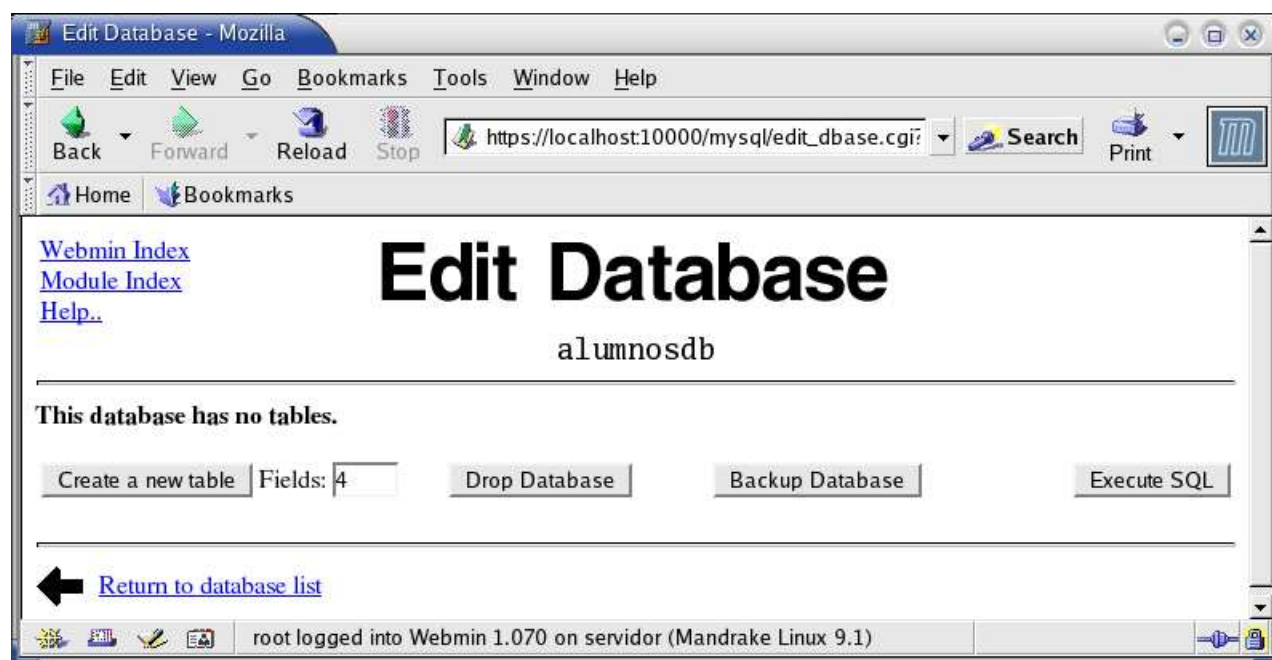 Edit Database - Mozilla
File Edit View Go Bookmarks Tools Window Help
Back Forward Reload Stop https://localhost:10000/mysql/edit_dbase.cgi? Search Print
Home Bookmarks
Webmin Index
Module Index
Help..
Edit Database
alumnosdb
This database has no tables.
Create a new table Fields: 4 Drop Database Backup Database Execute SQL
Return to database list
root logged into Webmin 1.070 on servidor (Mandrake Linux 9.1)